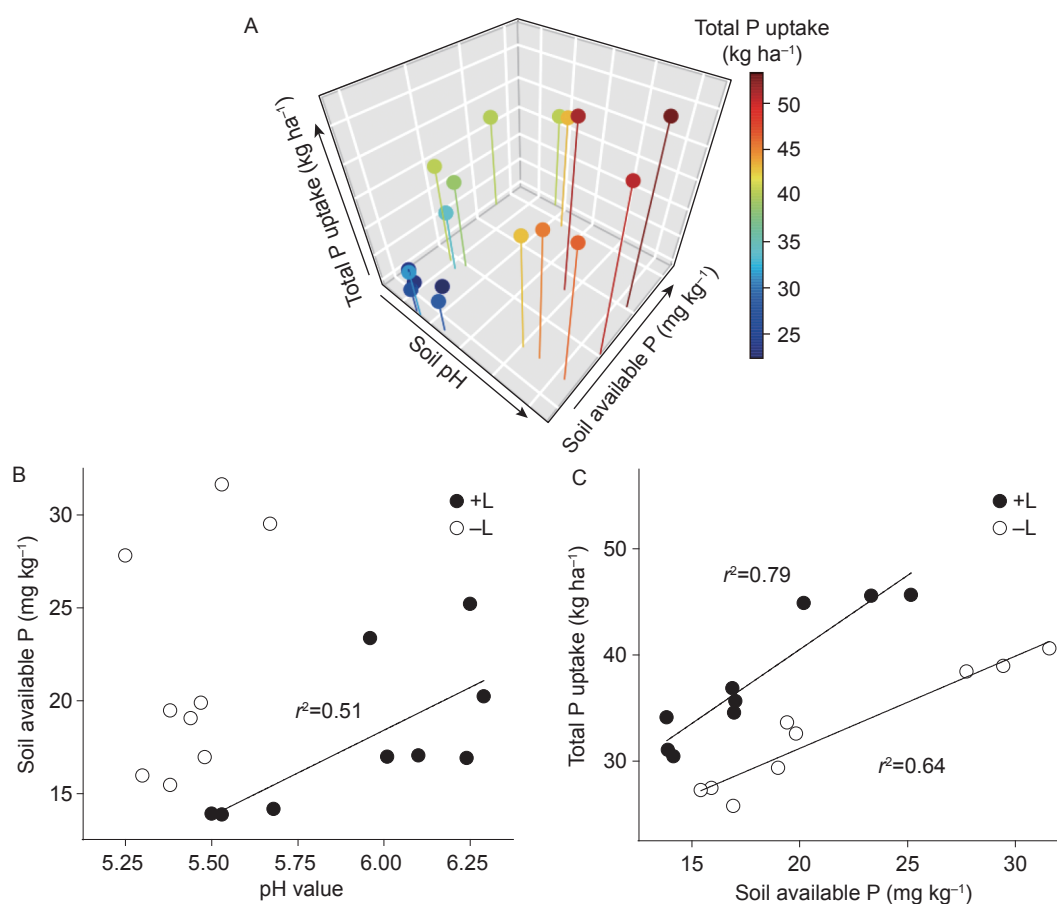 A
Total P uptake
(kg ha⁻¹)
50
45
40
35
30
25
Total P uptake (kg ha⁻¹)
Soil pH
Soil available P (mg kg⁻¹)
B
+L
–L
Soil available P (mg kg⁻¹)
30
25
20
15
r²=0.51
5.25 5.50 5.75 6.00 6.25
pH value
C
+L
–L
Total P uptake (kg ha⁻¹)
50
40
30
r²=0.79
r²=0.64
15 20 25 30
Soil available P (mg kg⁻¹)